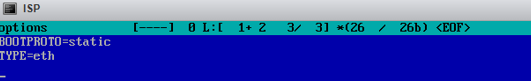 ISP
options [----] 0 L:[ 1+ 2 3/ 3] *(26 / 26b) <EOF>
BOOTPROTO=static
TYPE=eth